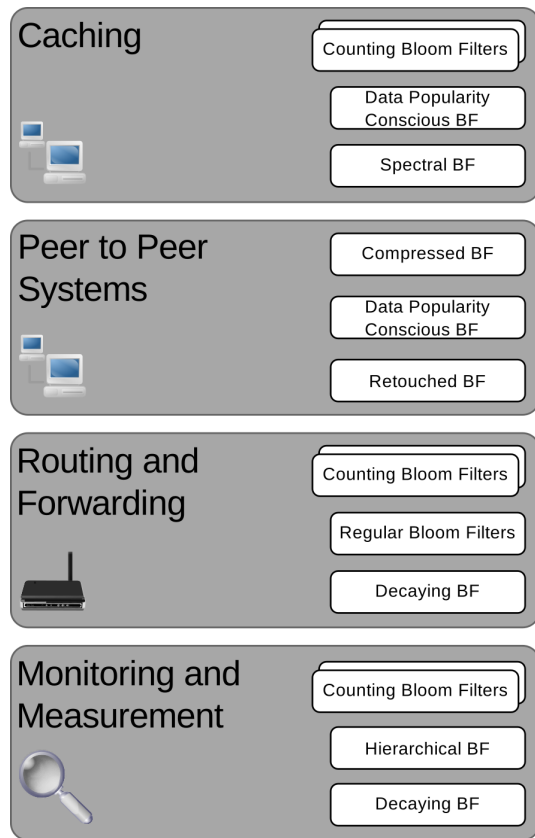 Caching
Counting Bloom Filters
Data Popularity
Conscious BF
Spectral BF
Peer to Peer
Systems
Compressed BF
Data Popularity
Conscious BF
Retouched BF
Routing and
Forwarding
Counting Bloom Filters
Regular Bloom Filters
Decaying BF
Monitoring and
Measurement
Counting Bloom Filters
Hierarchical BF
Decaying BF